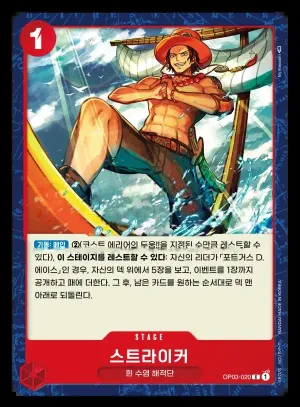 1
기동 메인 ②(코스트 에리어의 두웅!!을 지정된 수만큼 레스트할 수
있다), 이 스테이지를 레스트할 수 있다: 자신의 리더가 「포트거스 D.
에이스」인 경우, 자신의 덱 위에서 5장을 보고, 이벤트를 1장까지
공개하고 패에 더한다. 그 후, 남은 카드를 원하는 순서대로 덱 맨
아래로 되돌린다.
STAGE
스트라이커
흰 수염 해적단
OP03-020 R 1